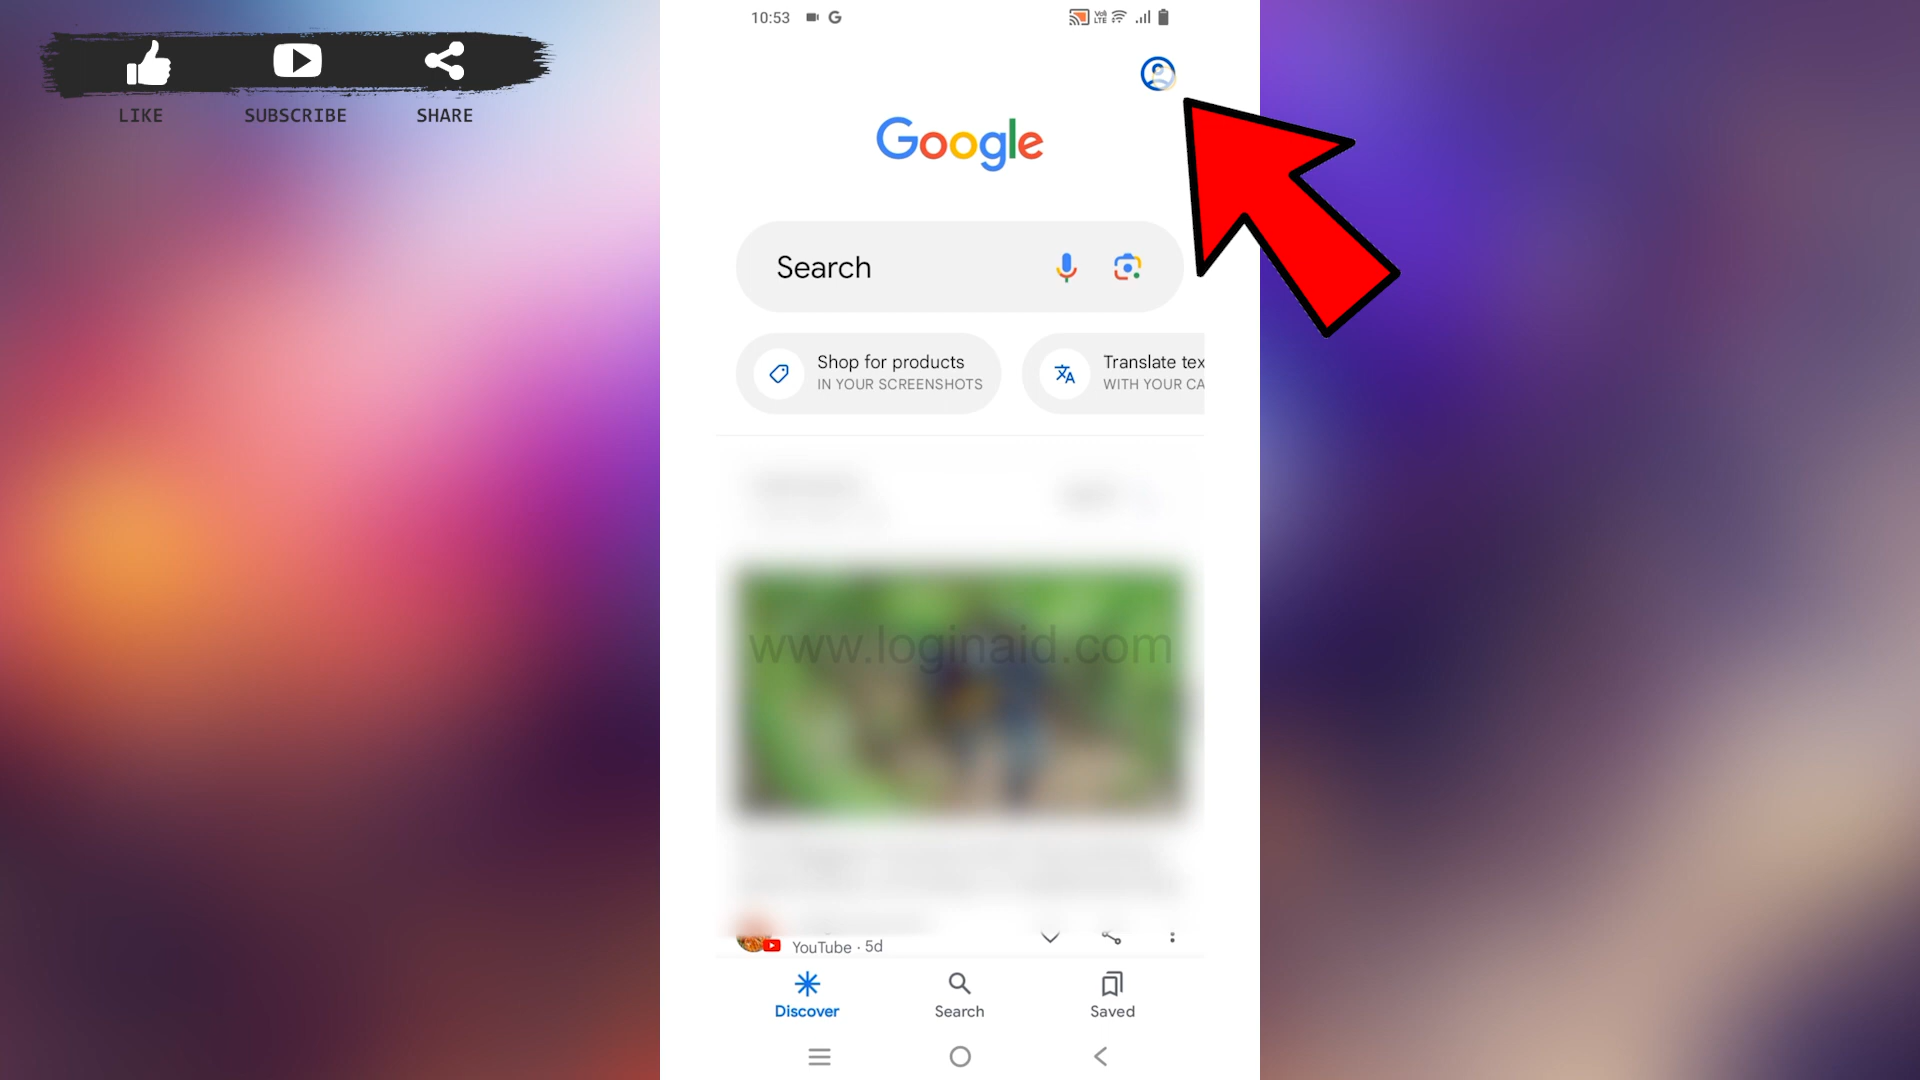 LIKE SUBSCRIBE SHARE
10:53
Google
Search
Shop for products
IN YOUR SCREENSHOTS
Translate tex
WITH YOUR CA
www.loginaid.com
YouTube · 5d
Discover Search Saved